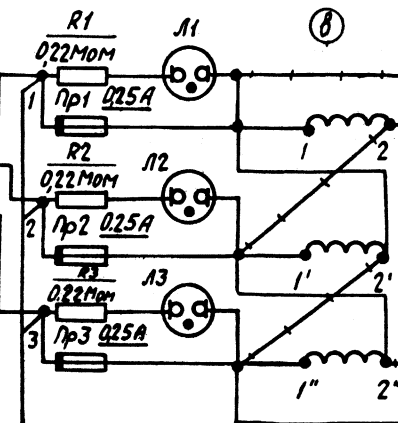 R1 Л1 в
0,22Мом
1 Пр1 0,25А
1 2
R2 Л2
0,22Мом
2 Пр2 0.25А
1' 2'
R3 Л3
0.22Мом
3 Пр3 0,25А
1" 2"